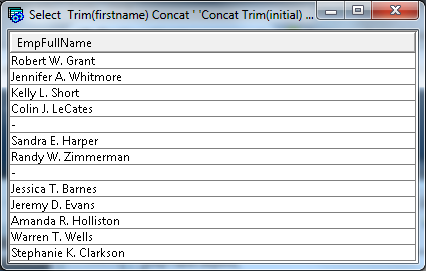 Select Trim(firstname) Concat ' 'Concat Trim(initial) ...
EmpFullName
Robert W. Grant
Jennifer A. Whitmore
Kelly L. Short
Colin J. LeCates
-
Sandra E. Harper
Randy W. Zimmerman
-
Jessica T. Barnes
Jeremy D. Evans
Amanda R. Holliston
Warren T. Wells
Stephanie K. Clarkson